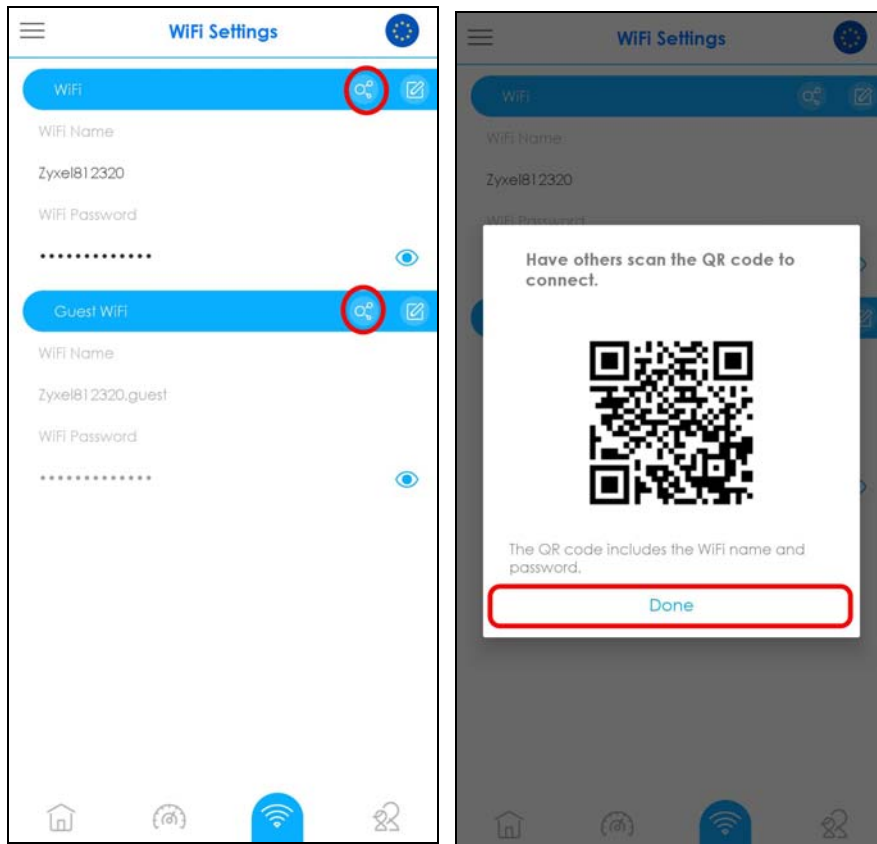 WiFi Settings
WiFi
WiFi Name
Zyxel812320
WiFi Password
•••••••••••••
Guest WiFi
WiFi Name
Zyxel812320.guest
WiFi Password
•••••••••••••
WiFi Settings
WiFi
WiFi Name
Zyxel812320
WiFi Password
Have others scan the QR code to
connect.
The QR code includes the WiFi name and
password.
Done